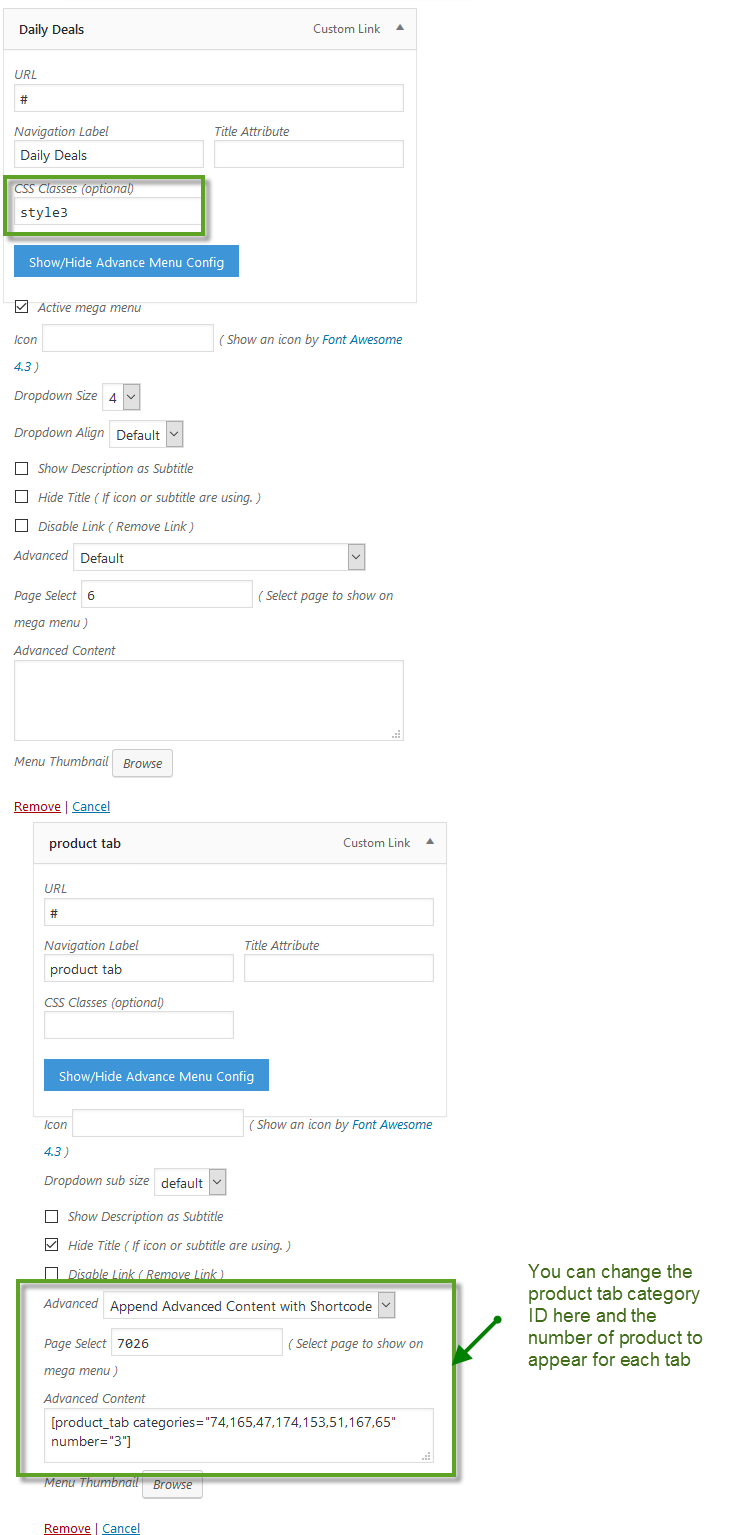 Daily Deals Custom Link
URL
#
Navigation Label Title Attribute
Daily Deals
CSS Classes (optional)
style3
Show/Hide Advance Menu Config
Active mega menu
Icon ( Show an icon by Font Awesome
4.3 )
Dropdown Size 4
Dropdown Align Default
Show Description as Subtitle
Hide Title ( If icon or subtitle are using. )
Disable Link ( Remove Link )
Advanced Default
Page Select 6 ( Select page to show on
mega menu )
Advanced Content
Menu Thumbnail Browse
Remove | Cancel
product tab Custom Link
URL
#
Navigation Label Title Attribute
product tab
CSS Classes (optional)
Show/Hide Advance Menu Config
Icon ( Show an icon by Font Awesome
4.3 )
Dropdown sub size default
Show Description as Subtitle
Hide Title ( If icon or subtitle are using. )
Disable Link ( Remove Link )
Advanced Append Advanced Content with Shortcode
Page Select 7026 ( Select page to show on
mega menu )
Advanced Content
[product_tab categories="74,165,47,174,153,51,167,65"
number="3"]
Menu Thumbnail Browse
Remove | Cancel
You can change the
product tab category
ID here and the
number of product to
appear for each tab